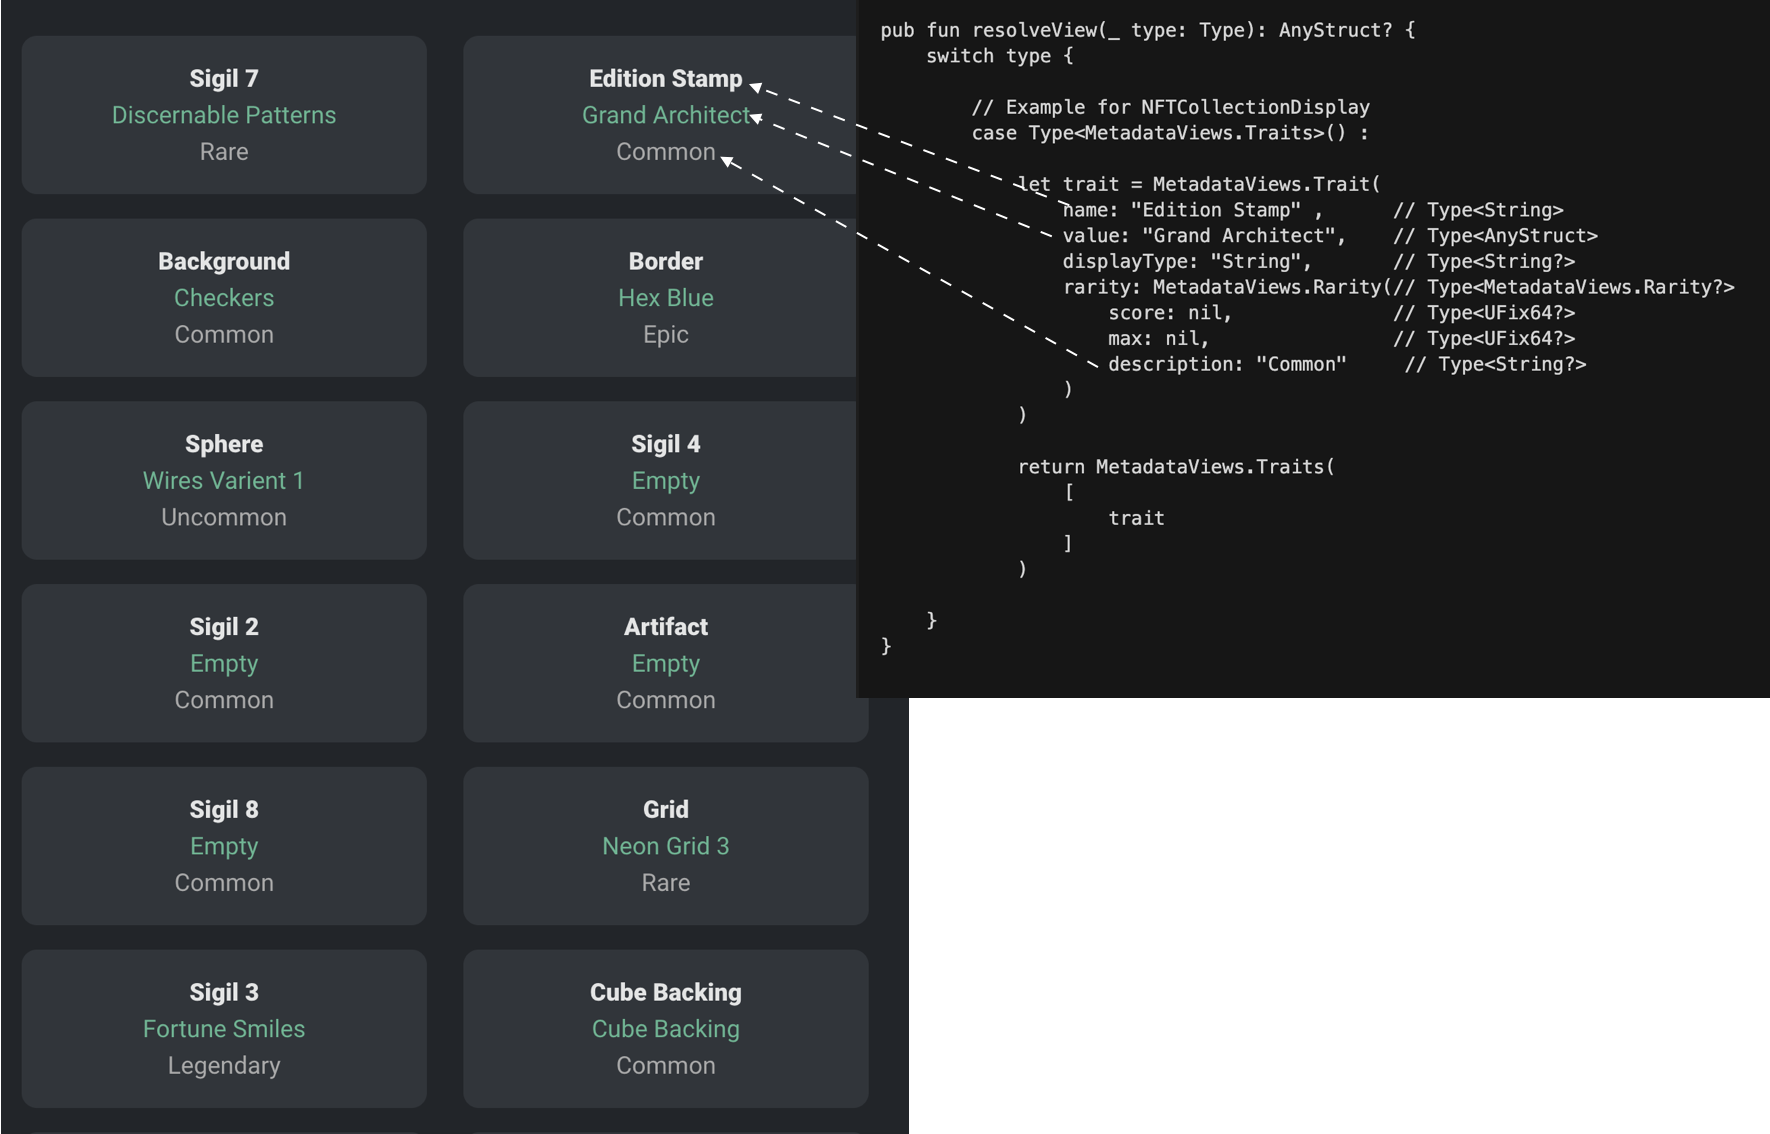 Sigil 7
Discernable Patterns
Rare
Edition Stamp
Grand Architect
Common
Background
Checkers
Common
Border
Hex Blue
Epic
Sphere
Wires Varient 1
Uncommon
Sigil 4
Empty
Common
Sigil 2
Empty
Common
Artifact
Empty
Common
Sigil 8
Empty
Common
Grid
Neon Grid 3
Rare
Sigil 3
Fortune Smiles
Legendary
Cube Backing
Cube Backing
Common
pub fun resolveView(_ type: Type): AnyStruct? {
switch type {
// Example for NFTCollectionDisplay
case Type<MetadataViews.Traits>() :
let trait = MetadataViews.Trait(
name: "Edition Stamp" , // Type<String>
value: "Grand Architect", // Type<AnyStruct>
displayType: "String", // Type<String?>
rarity: MetadataViews.Rarity(// Type<MetadataViews.Rarity?>
score: nil, // Type<UFix64?>
max: nil, // Type<UFix64?>
description: "Common" // Type<String?>
)
)
return MetadataViews.Traits(
[
trait
]
)
}
}